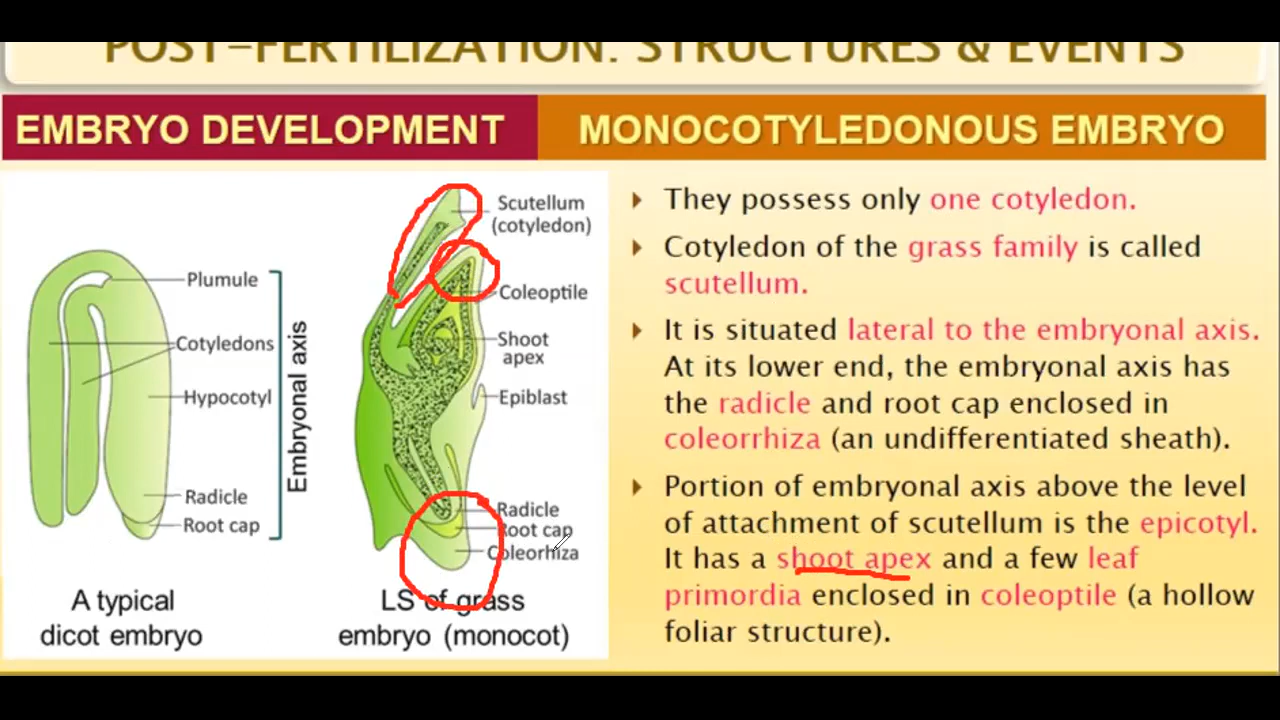 POST-FERTILIZATION: STRUCTURES & EVENTS
EMBRYO DEVELOPMENT
MONOCOTYLEDONOUS EMBRYO
Plumule
Cotyledons
Hypocotyl
Radicle
Root cap
Embryonal axis
A typical
dicot embryo
Scutellum
(cotyledon)
Coleoptile
Shoot
apex
Epiblast
Radicle
Root cap
Coleorhiza
LS of grass
embryo (monocot)
They possess only one cotyledon.
Cotyledon of the grass family is called
scutellum.
It is situated lateral to the embryonal axis.
At its lower end, the embryonal axis has
the radicle and root cap enclosed in
coleorrhiza (an undifferentiated sheath).
Portion of embryonal axis above the level
of attachment of scutellum is the epicotyl.
It has a shoot apex and a few leaf
primordia enclosed in coleoptile (a hollow
foliar structure).